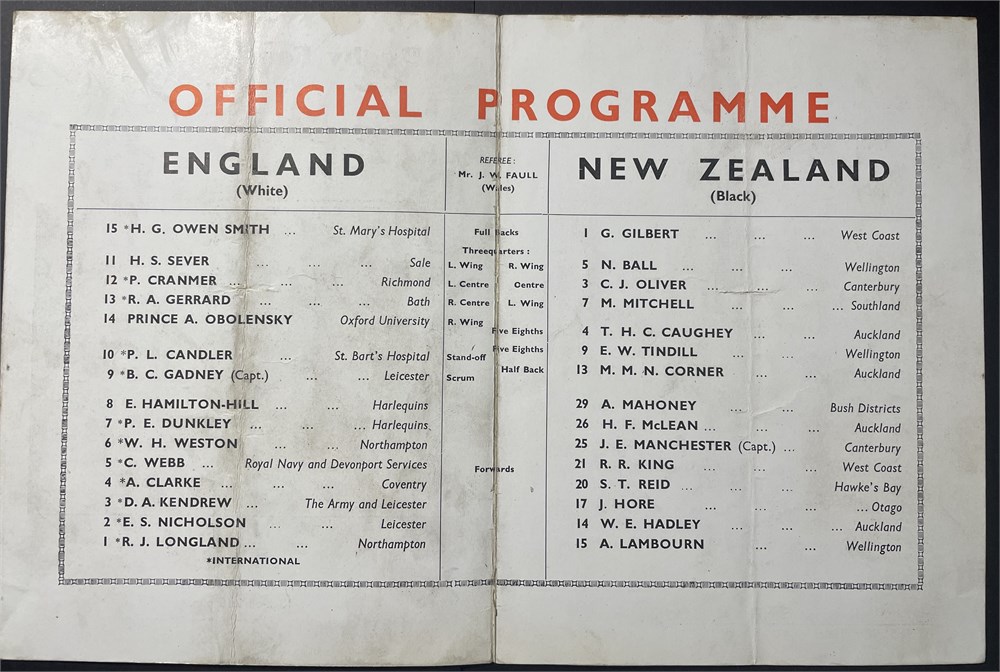 OFFICIAL PROGRAMME
ENGLAND
(White)
REFEREE :
Mr. J. W. FAULL
(Wales)
NEW ZEALAND
(Black)
15 *H. G. OWEN SMITH ... St. Mary's Hospital
11 H. S. SEVER ... ... ... Sale
12 *P. CRANMER ... ... ... Richmond
13 *R. A. GERRARD ... ... ... Bath
14 PRINCE A. OBOLENSKY Oxford University
10 *P. L. CANDLER ... St. Bart's Hospital
9 *B. C. GADNEY (Capt.) ... ... Leicester
8 E. HAMILTON-HILL ... ... Harlequins
7 *P. E. DUNKLEY ... ... ... Harlequins
6 *W. H. WESTON ... ... Northampton
5 *C. WEBB ... Royal Navy and Devonport Services
4 *A. CLARKE ... ... ... Coventry
3 *D. A. KENDREW ... The Army and Leicester
2 *E. S. NICHOLSON ... ... Leicester
1 *R. J. LONGLAND ... ... Northampton
*INTERNATIONAL
Full Backs
Threequarters :
L. Wing R. Wing
L. Centre Centre
R. Centre L. Wing
R. Wing
Five Eighths
Five Eighths
Stand-off
Half Back
Scrum
Forwards
1 G. GILBERT ... ... ... West Coast
5 N. BALL ... ... ... Wellington
3 C. J. OLIVER ... ... ... Canterbury
7 M. MITCHELL ... ... ... Southland
4 T. H. C. CAUGHEY ... ... Auckland
9 E. W. TINDILL ... ... Wellington
13 M. M. N. CORNER ... ... Auckland
29 A. MAHONEY ... ... Bush Districts
26 H. F. McLEAN ... ... ... Auckland
25 J. E. MANCHESTER (Capt.) ... Canterbury
21 R. R. KING ... ... ... West Coast
20 S. T. REID ... ... ... Hawke's Bay
17 J. HORE ... ... ... Otago
14 W. E. HADLEY ... ... ... Auckland
15 A. LAMBOURN ... ... Wellington